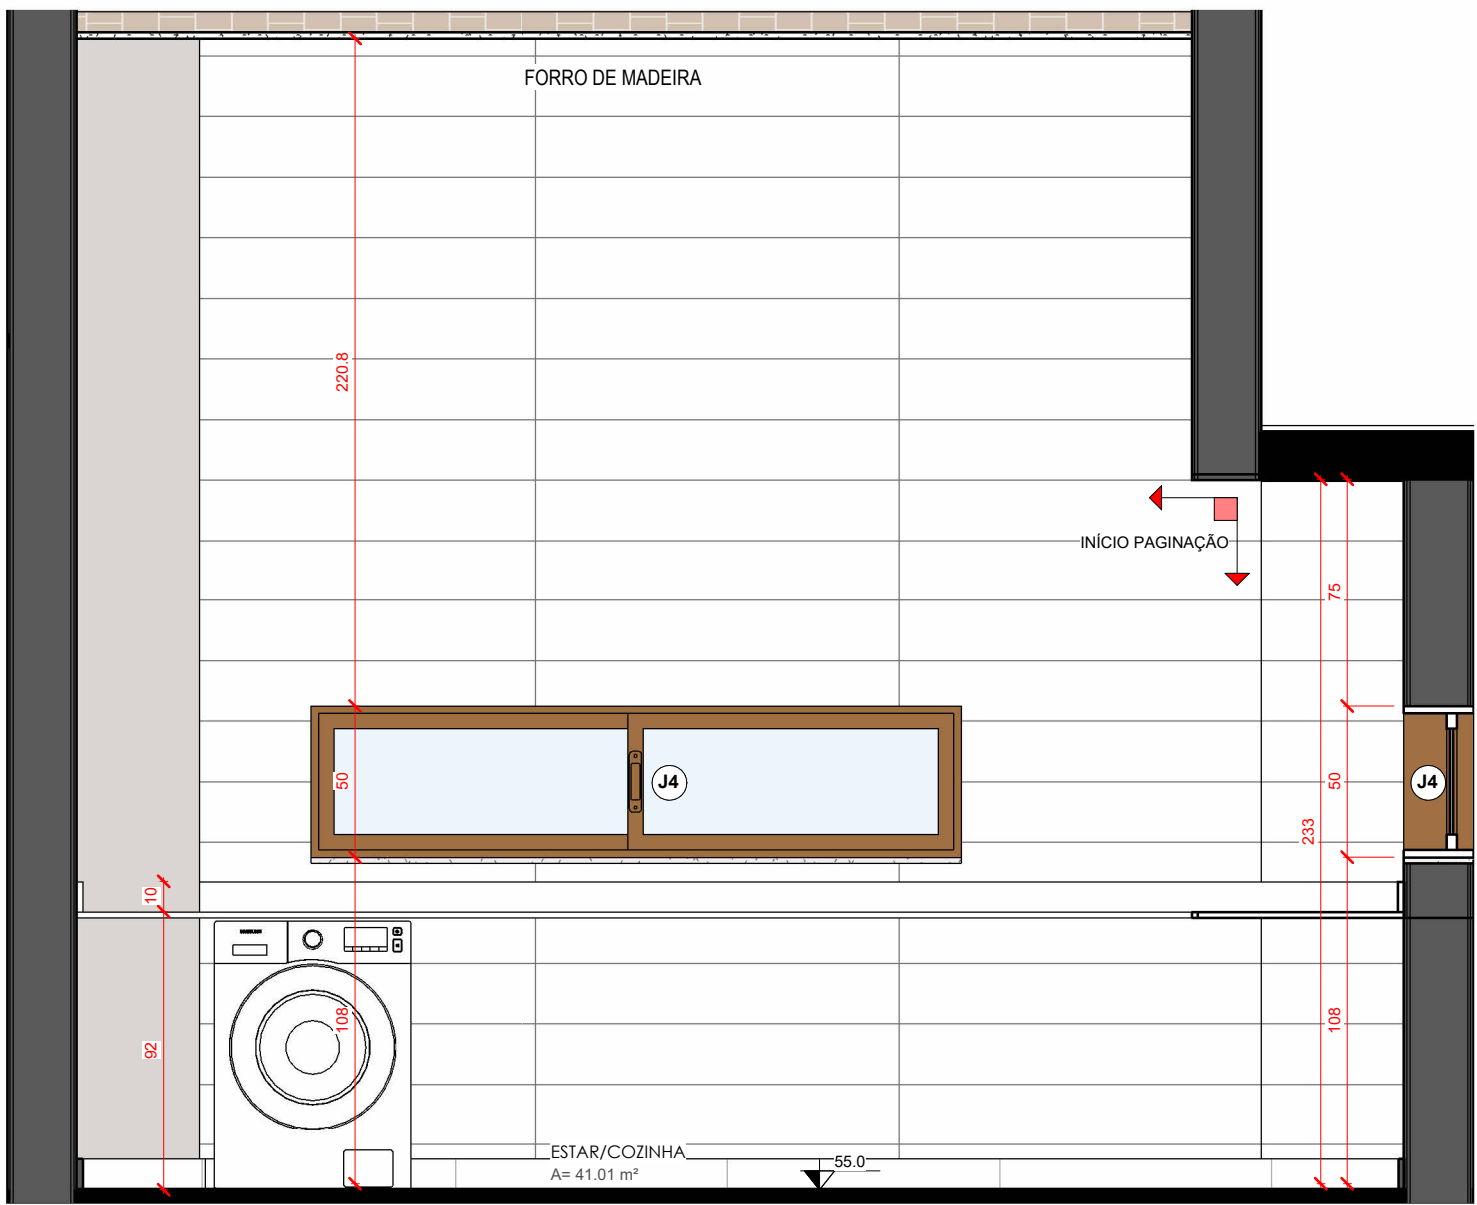 FORRO DE MADEIRA
220.8
INÍCIO PAGINAÇÃO
75
50
J4
50
J4
233
10
108
108
92
ESTAR/COZINHA
A= 41.01 m²
55.0